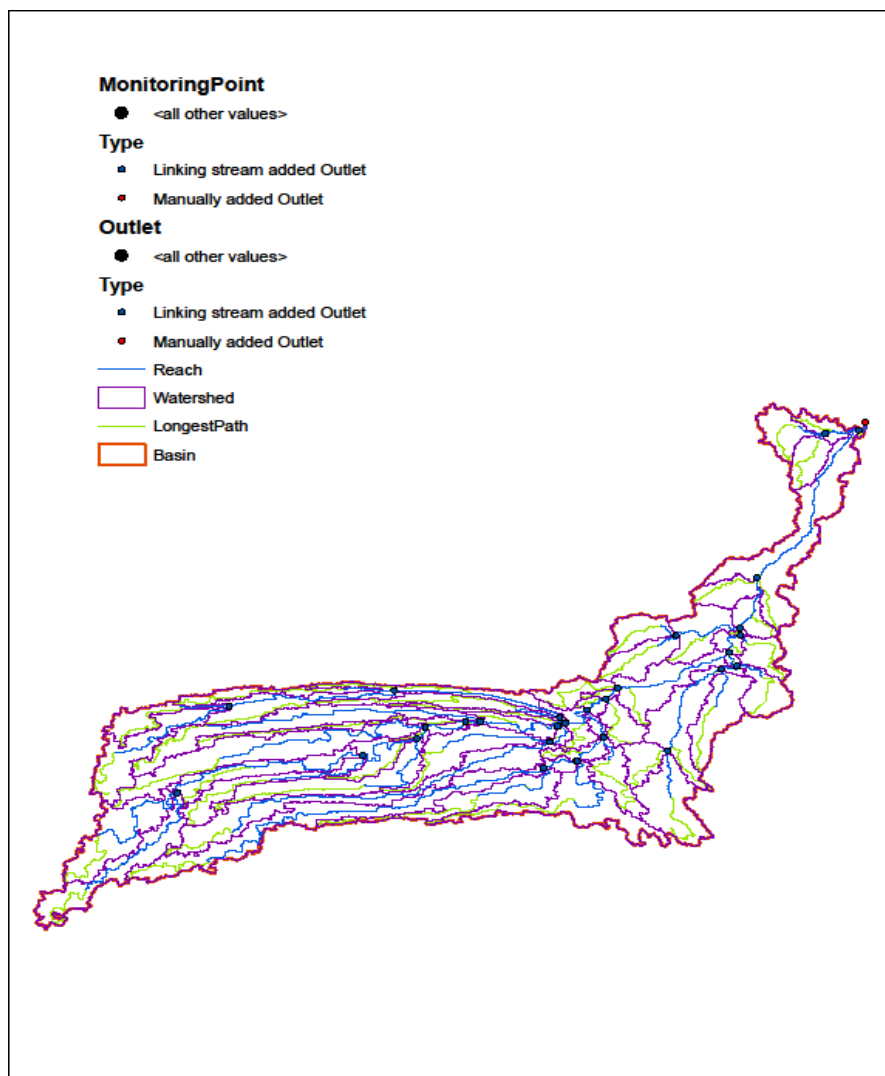 MonitoringPoint
<all other values>
Type
Linking stream added Outlet
Manually added Outlet
Outlet
<all other values>
Type
Linking stream added Outlet
Manually added Outlet
Reach
Watershed
LongestPath
Basin